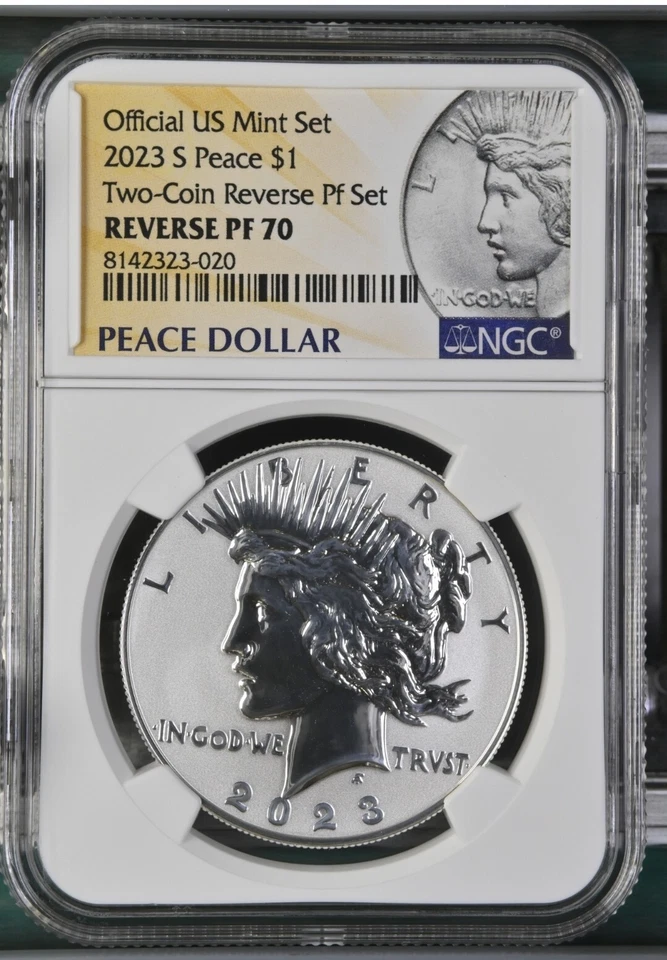 Official US Mint Set
2023 S Peace $1
Two-Coin Reverse Pf Set
REVERSE PF 70
8142323-020
PEACE DOLLAR
L I
IN·GOD·WE
NGC®
LIBERTY
·IN·GOD·WE TRVST·
2023